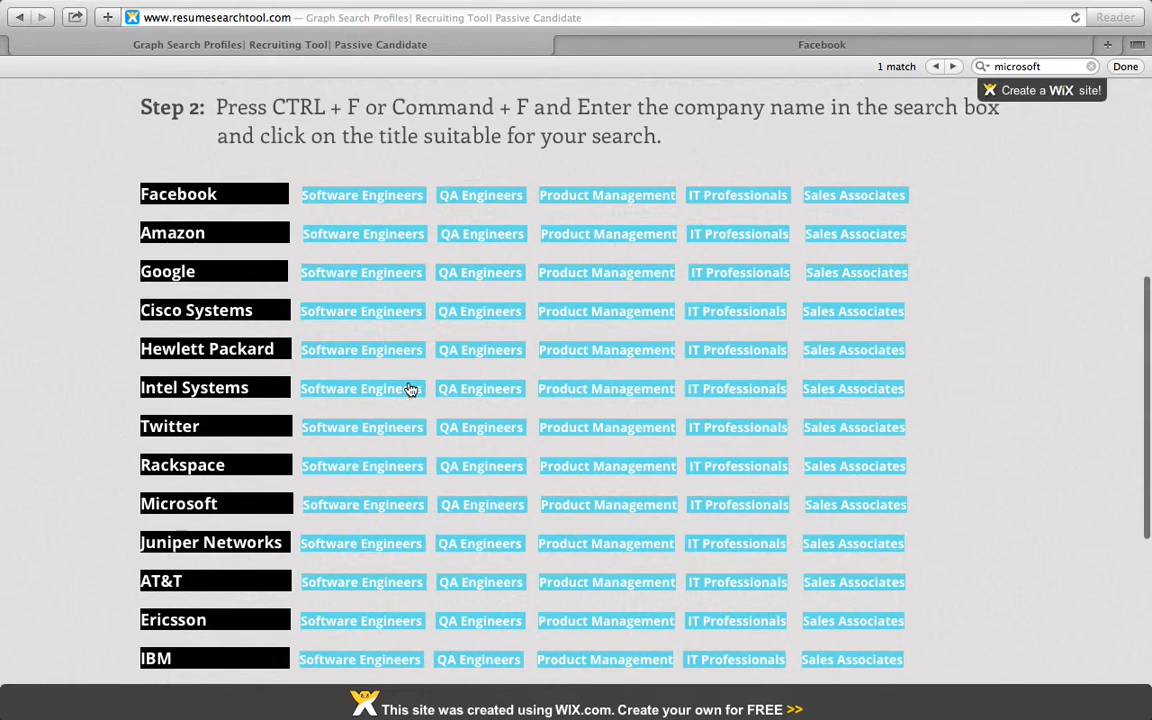 www.resumesearchtool.com — Graph Search Profiles| Recruiting Tool| Passive Candidate
Reader
Graph Search Profiles| Recruiting Tool| Passive Candidate
Facebook
1 match
microsoft
Done
Create a WiX site!
Step 2: Press CTRL + F or Command + F and Enter the company name in the search box
and click on the title suitable for your search.
Facebook Software Engineers QA Engineers Product Management IT Professionals Sales Associates
Amazon Software Engineers QA Engineers Product Management IT Professionals Sales Associates
Google Software Engineers QA Engineers Product Management IT Professionals Sales Associates
Cisco Systems Software Engineers QA Engineers Product Management IT Professionals Sales Associates
Hewlett Packard Software Engineers QA Engineers Product Management IT Professionals Sales Associates
Intel Systems Software Engineers QA Engineers Product Management IT Professionals Sales Associates
Twitter Software Engineers QA Engineers Product Management IT Professionals Sales Associates
Rackspace Software Engineers QA Engineers Product Management IT Professionals Sales Associates
Microsoft Software Engineers QA Engineers Product Management IT Professionals Sales Associates
Juniper Networks Software Engineers QA Engineers Product Management IT Professionals Sales Associates
AT&T Software Engineers QA Engineers Product Management IT Professionals Sales Associates
Ericsson Software Engineers QA Engineers Product Management IT Professionals Sales Associates
IBM Software Engineers QA Engineers Product Management IT Professionals Sales Associates
This site was created using WIX.com. Create your own for FREE >>